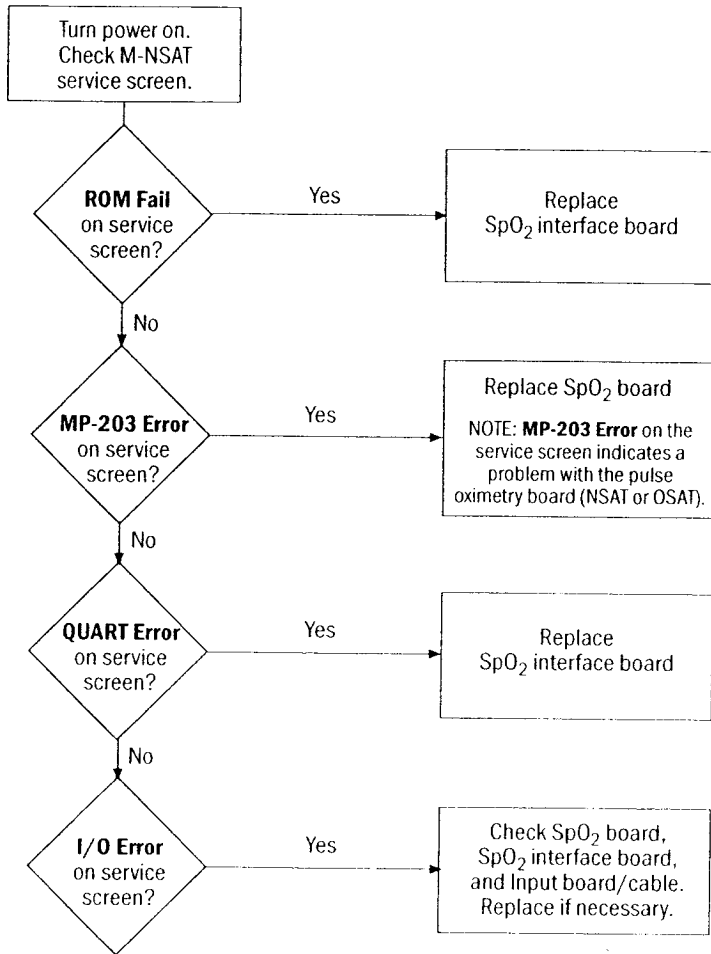 Turn power on.
Check M-NSAT
service screen.
ROM Fail
on service
screen?
Yes
Replace
SpO₂ interface board
No
MP-203 Error
on service
screen?
Yes
Replace SpO₂ board
NOTE: MP-203 Error on the
service screen indicates a
problem with the pulse
oximetry board (NSAT or OSAT).
No
QUART Error
on service
screen?
Yes
Replace
SpO₂ interface board
No
I/O Error
on service
screen?
Yes
Check SpO₂ board,
SpO₂ interface board,
and Input board/cable.
Replace if necessary.